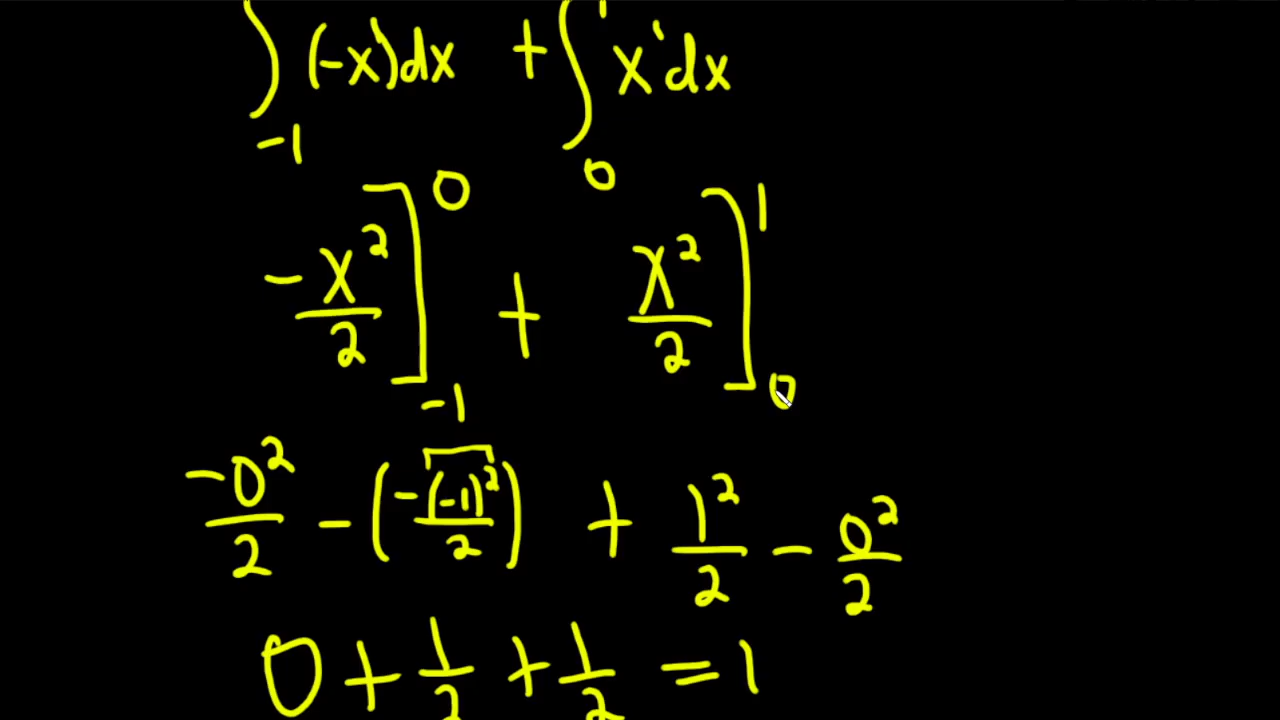 ∫₋₁ (-x)dx + ∫₀¹ x¹dx
-x²/2]₋₁⁰ + x²/2]₀¹
-0²/2 - (-(-1)²/2) + 1²/2 - 0²/2
0 + 1/2 + 1/2 = 1